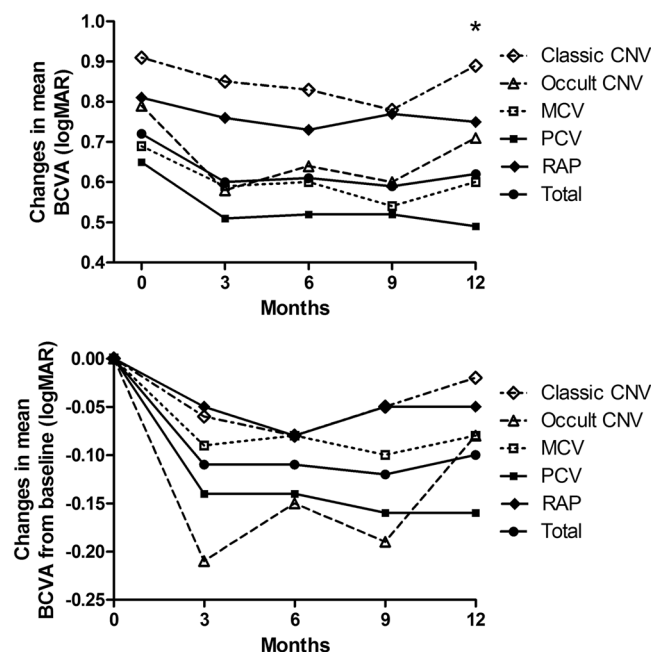 *
1.0
0.9
0.8
0.7
0.6
0.5
0.4
Changes in mean
BCVA (logMAR)
0 3 6 9 12
Months
Classic CNV
Occult CNV
MCV
PCV
RAP
Total
0.00
-0.05
-0.10
-0.15
-0.20
-0.25
Changes in mean
BCVA from baseline (logMAR)
0 3 6 9 12
Months
Classic CNV
Occult CNV
MCV
PCV
RAP
Total